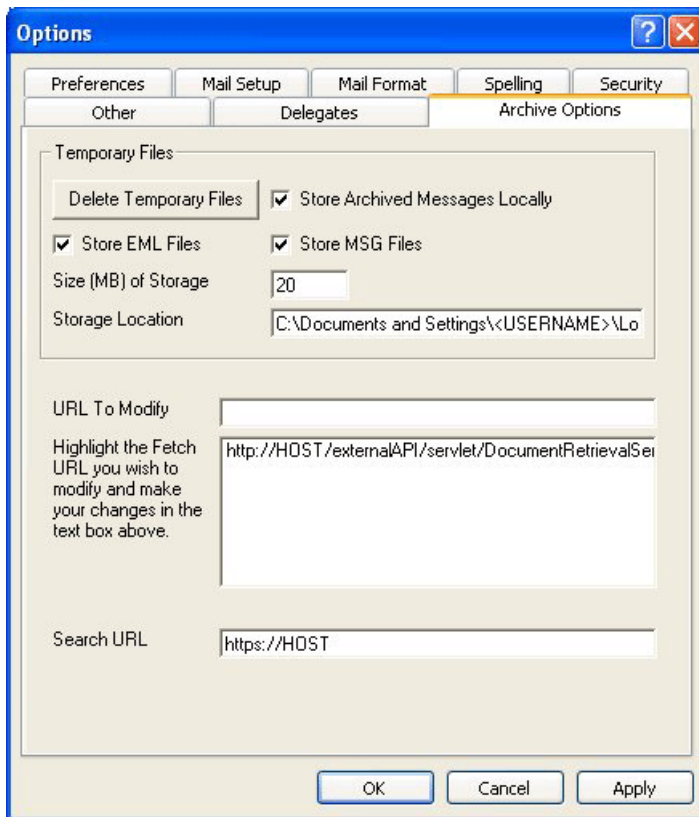 Options
Preferences Mail Setup Mail Format Spelling Security
Other Delegates Archive Options
Temporary Files
Delete Temporary Files Store Archived Messages Locally
Store EML Files Store MSG Files
Size (MB) of Storage 20
Storage Location C:\Documents and Settings\<USERNAME>\Lo
URL To Modify
Highlight the Fetch http://HOST/externalAPI/servlet/DocumentRetrievalSer
URL you wish to
modify and make
your changes in the
text box above.
Search URL https://HOST
OK Cancel Apply